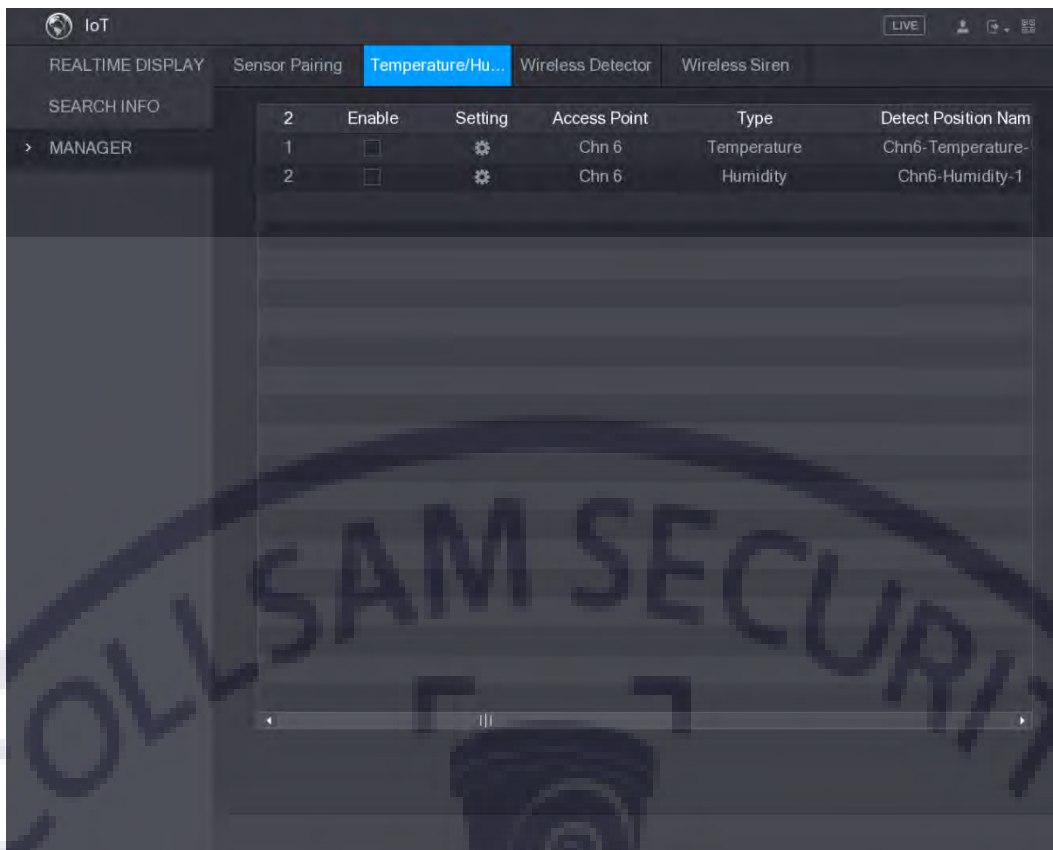 IoT
LIVE
REALTIME DISPLAY
SEARCH INFO
MANAGER
Sensor Pairing Temperature/Hu... Wireless Detector Wireless Siren
2 Enable Setting Access Point Type Detect Position Nam
1 Chn 6 Temperature Chn6-Temperature-
2 Chn 6 Humidity Chn6-Humidity-1
COLLSAM SECURIT